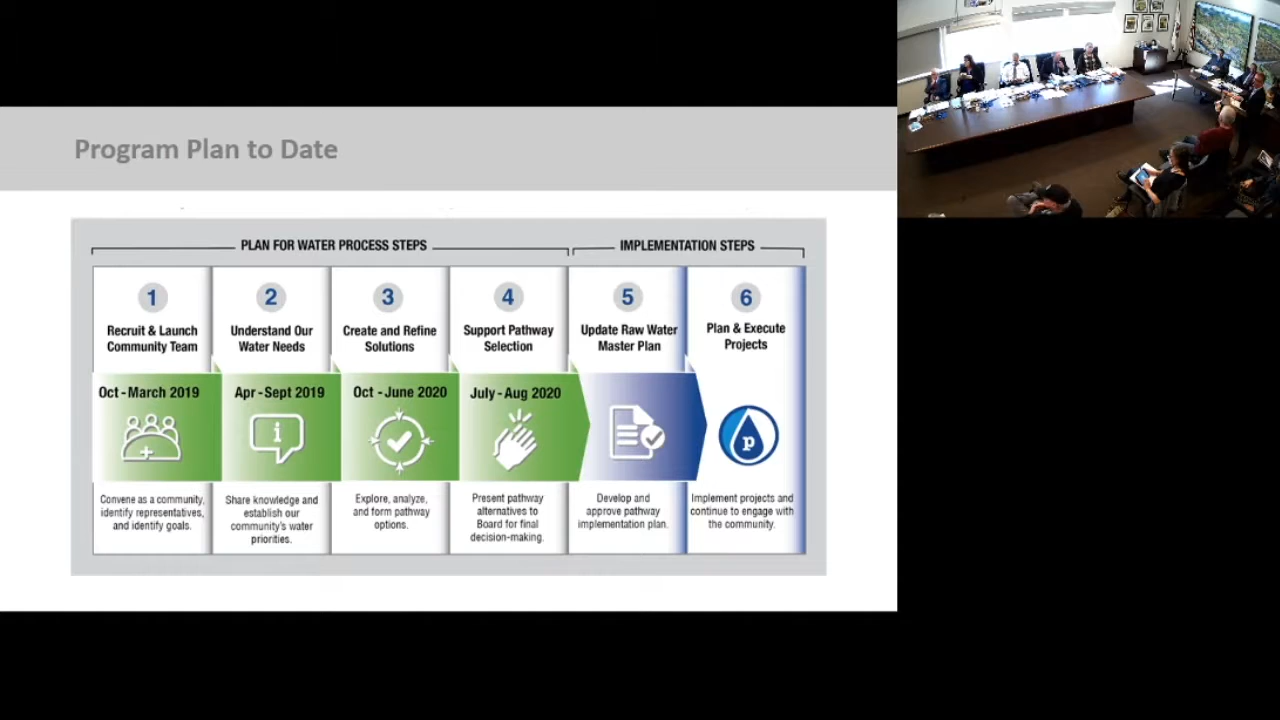 Program Plan to Date
PLAN FOR WATER PROCESS STEPS
IMPLEMENTATION STEPS
1
Recruit & Launch
Community Team
Oct - March 2019
Convene as a community,
identify representatives,
and identify goals.
2
Understand Our
Water Needs
Apr - Sept 2019
i
Share knowledge and
establish our
community's water
priorities.
3
Create and Refine
Solutions
Oct - June 2020
Explore, analyze,
and form pathway
options.
4
Support Pathway
Selection
July - Aug 2020
Present pathway
alternatives to
Board for final
decision-making.
5
Update Raw Water
Master Plan
Develop and
approve pathway
implementation plan.
6
Plan & Execute
Projects
p
Implement projects and
continue to engage with
the community.